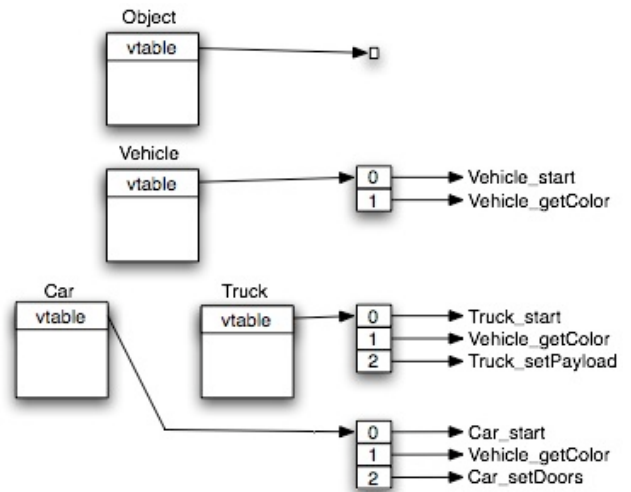 Object
vtable
Vehicle
vtable
0 Vehicle_start
1 Vehicle_getColor
Car
vtable
Truck
vtable
0 Truck_start
1 Vehicle_getColor
2 Truck_setPayload
0 Car_start
1 Vehicle_getColor
2 Car_setDoors